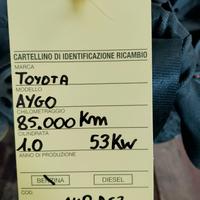 CARTELLINO DI IDENTIFICAZIONE RICAMBIO
MARCA
TOYOTA
MODELLO
AYGO
CHILOMETRAGGIO
85.000 Km
CILINDRATA
1.0 53Kw
ANNO DI PRODUZIONE
BENZINA DIESEL
COD.